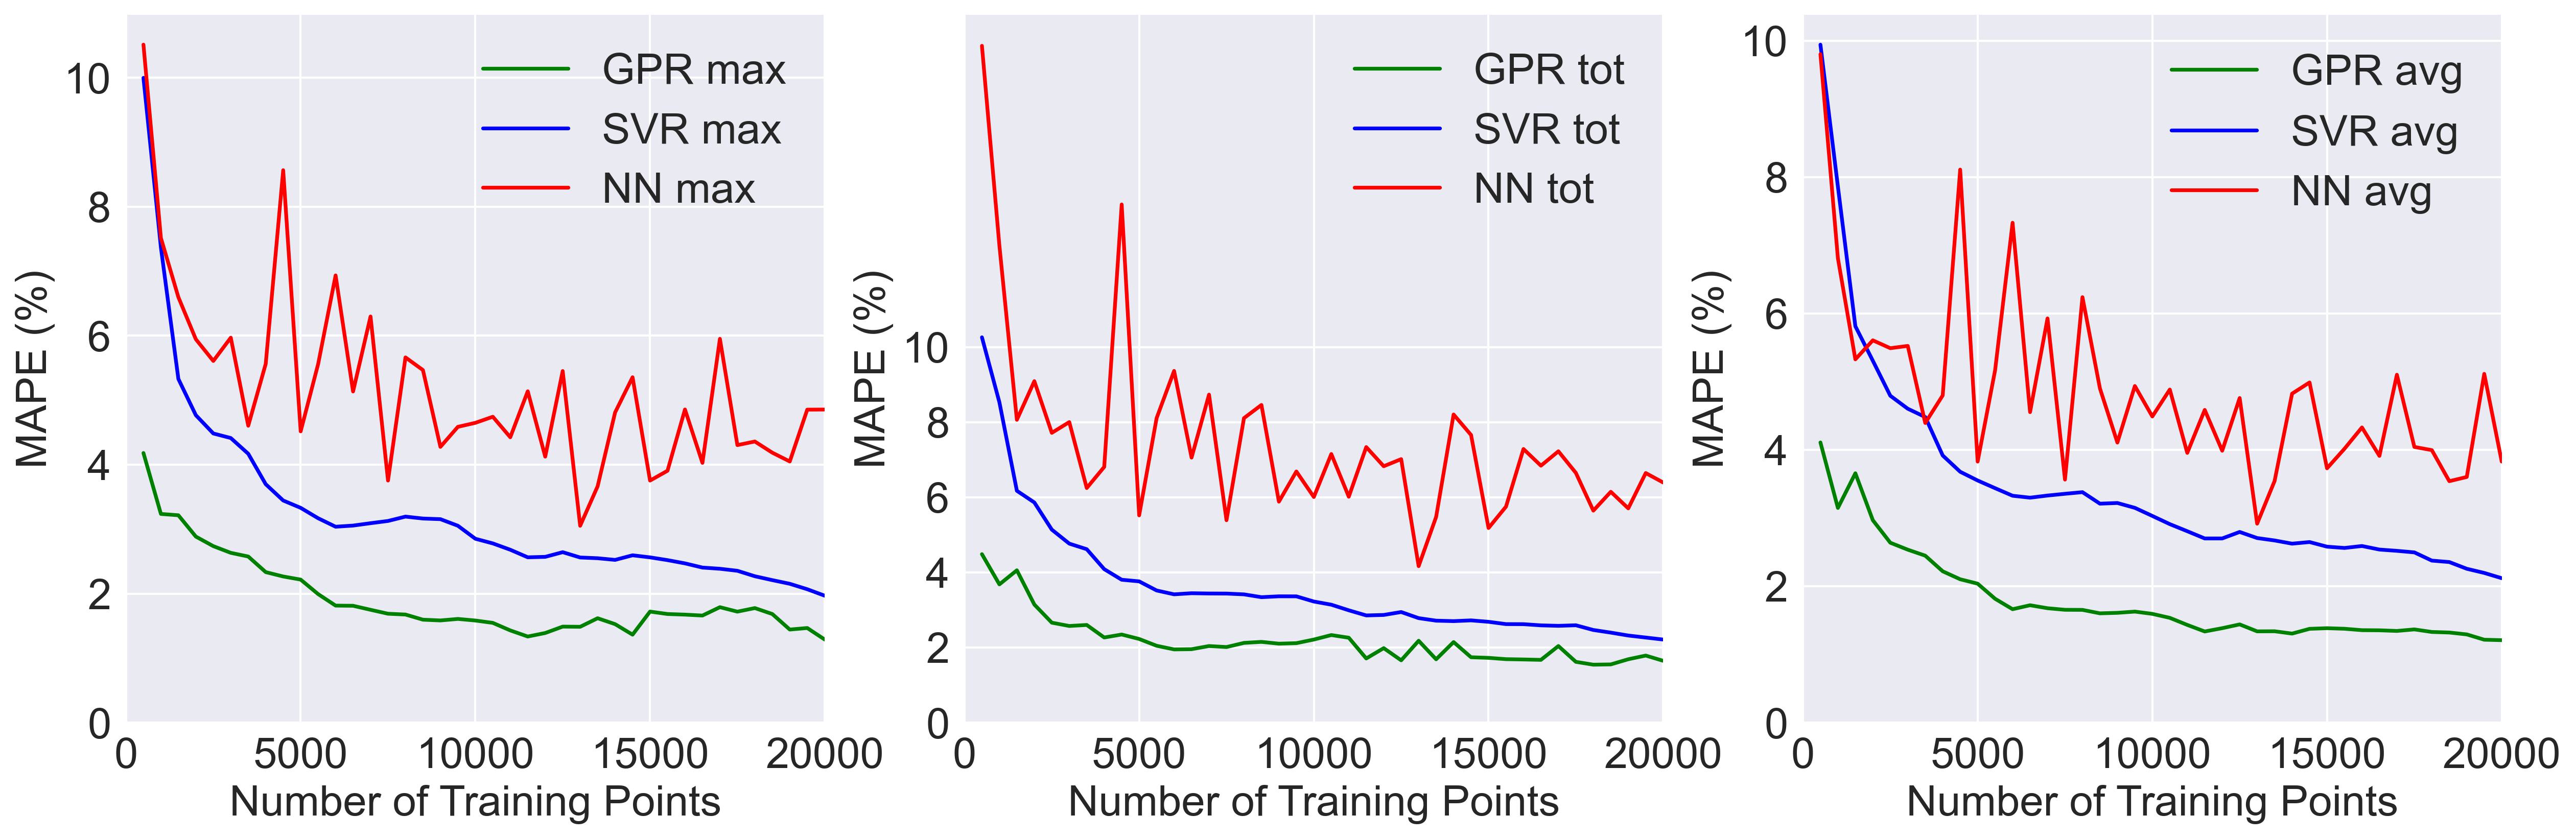 MAPE (%)
10
8
6
4
2
0
GPR max
SVR max
NN max
0 5000 10000 15000 20000
Number of Training Points
MAPE (%)
10
8
6
4
2
0
GPR tot
SVR tot
NN tot
0 5000 10000 15000 20000
Number of Training Points
MAPE (%)
10
8
6
4
2
0
GPR avg
SVR avg
NN avg
0 5000 10000 15000 20000
Number of Training Points